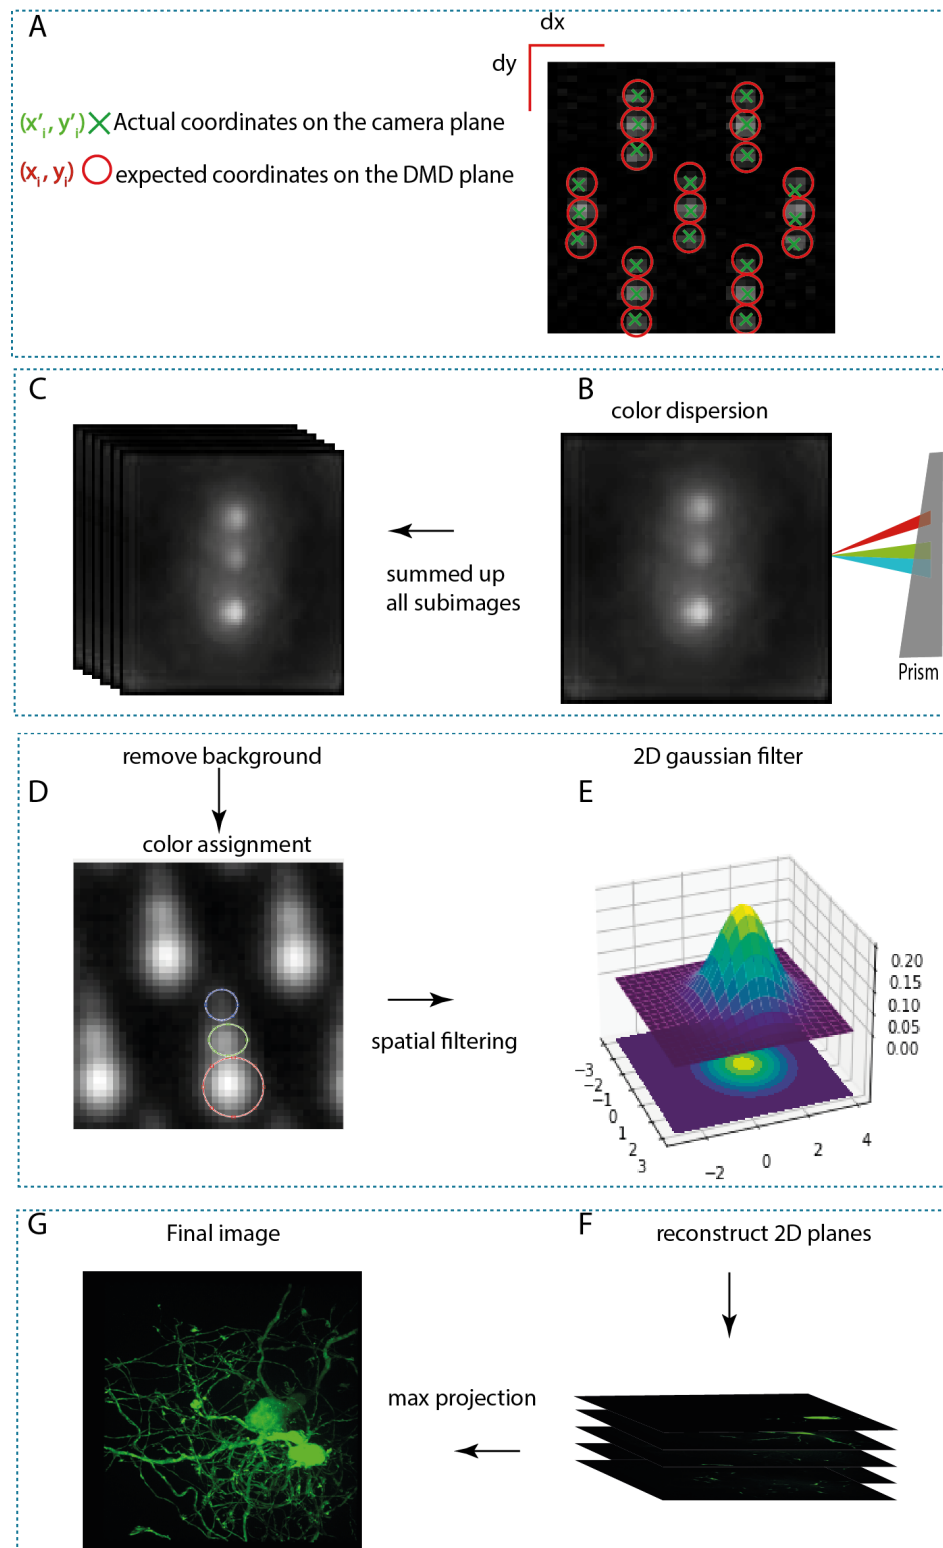 A
dx
dy
(x'i, y'i) Actual coordinates on the camera plane
(xi, yi) expected coordinates on the DMD plane
C
B
color dispersion
summed up
all subimages
Prism
remove background
2D gaussian filter
D
E
color assignment
spatial filtering
0.20
0.15
0.10
0.05
0.00
−3
−2
−1
0
1
2
3
−2
0
2
4
G
Final image
F
reconstruct 2D planes
max projection